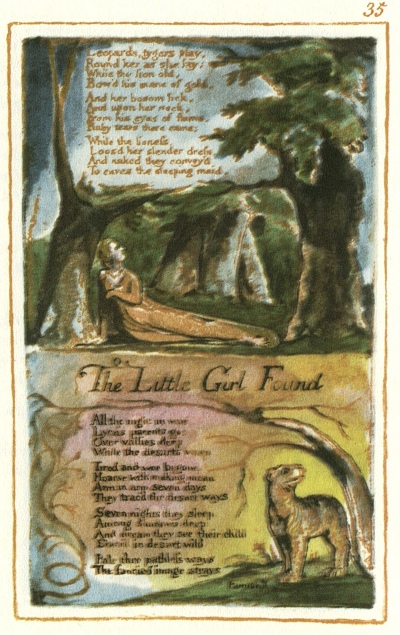 35
Leopards, tygers play,
Round her as she lay;
While the lion old,
Bow'd his mane of gold,
And her bosom lick,
And upon her neck,
From his eyes of flame,
Ruby tears there came;
While the lioness
Loos'd her slender dress,
And naked they convey'd
To caves the sleeping maid.
The Little Girl Found
All the night in woe
Lyca's parents go:
Over vallies deep
While the desarts weep
Tired and woe begone
Hoarse with making moan
Arm in arm seven days
They trac'd the desart ways
Seven nights they sleep
Among shadows deep
And dream they see their child
in desart wild
Pale thro pathless ways
The fancied image strays